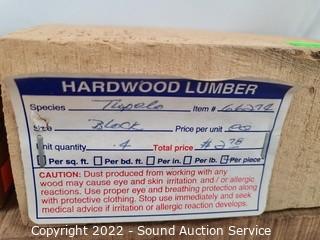 HARDWOOD LUMBER
Species Tupelo Item # 66274
Size Block Price per unit ea
Unit quantity .4 Total price $2.78
Per sq. ft. Per bd. ft. Per in. Per lb. Per piece
CAUTION: Dust produced from working with any
wood may cause eye and skin irritation and / or allergic
reactions. Use proper eye and breathing protection along
with protective clothing. Stop use immediately and seek
medical advice if irritation or allergic reaction develops.
Copyright 2022 - Sound Auction Service